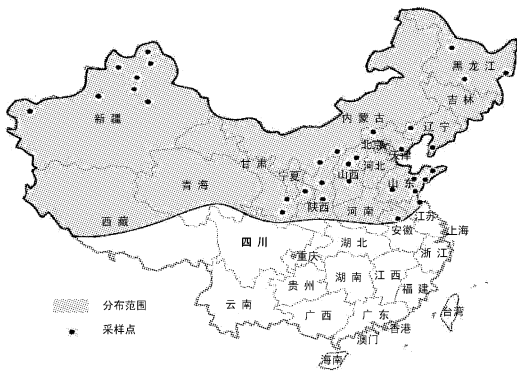 黑龙江
吉林
内蒙古
辽宁
北京
天津
新疆
甘肃
宁夏
山西
河北
山东
青海
陕西
河南
西藏
江苏
安徽
上海
四川
湖北
重庆
浙江
贵州
湖南
江西
福建
云南
广西
广东
香港
台湾
澳门
海南
分布范围
采样点